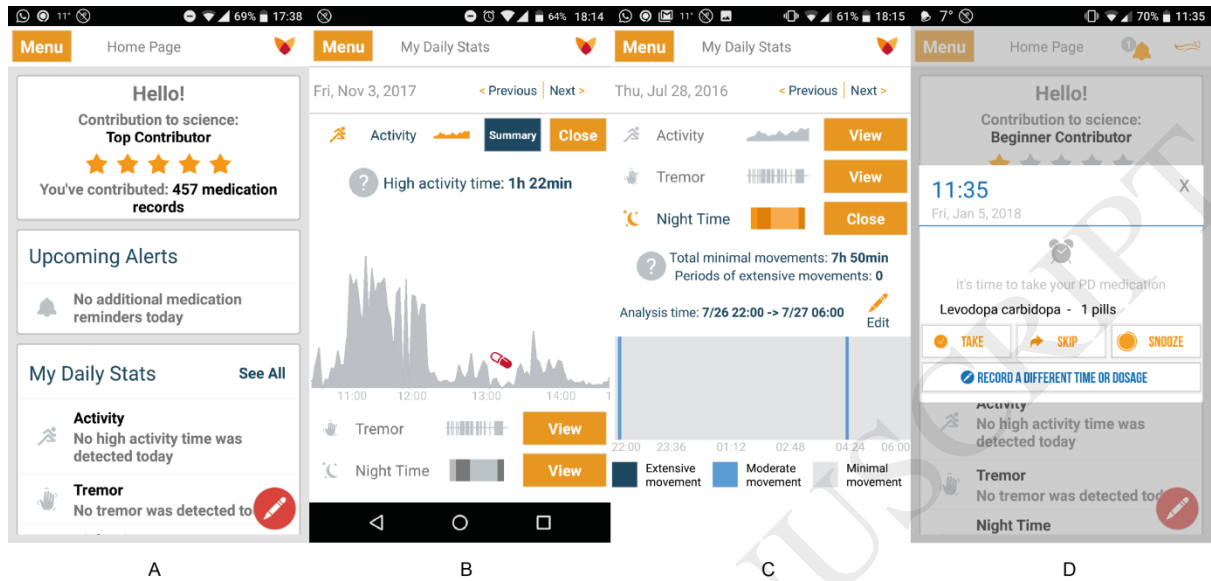 11°
69%
17:38
Menu
Home Page
Hello!
Contribution to science:
Top Contributor
You've contributed: 457 medication
records
Upcoming Alerts
No additional medication
reminders today
My Daily Stats
See All
Activity
No high activity time was
detected today
Tremor
No tremor was detected to
A
64%
18:14
Menu
My Daily Stats
Fri, Nov 3, 2017
< Previous
Next >
Activity
Summary
Close
?
High activity time: 1h 22min
11:00
12:00
13:00
14:00
1
Tremor
View
Night Time
View
B
11°
61%
18:15
Menu
My Daily Stats
Thu, Jul 28, 2016
< Previous
Next >
Activity
View
Tremor
View
Night Time
Close
?
Total minimal movements: 7h 50min
Periods of extensive movements: 0
Analysis time: 7/26 22:00 -> 7/27 06:00
Edit
22:00
23:36
01:12
02:48
04:24
06:00
Extensive
movement
Moderate
movement
Minimal
movement
C
7°
70%
11:35
Menu
Home Page
1
Hello!
Contribution to science:
Beginner Contributor
11:35
X
Fri, Jan 5, 2018
it's time to take your PD medication
Levodopa carbidopa - 1 pills
TAKE
SKIP
SNOOZE
RECORD A DIFFERENT TIME OR DOSAGE
Activity
No high activity time was
detected today
Tremor
No tremor was detected tod
Night Time
D